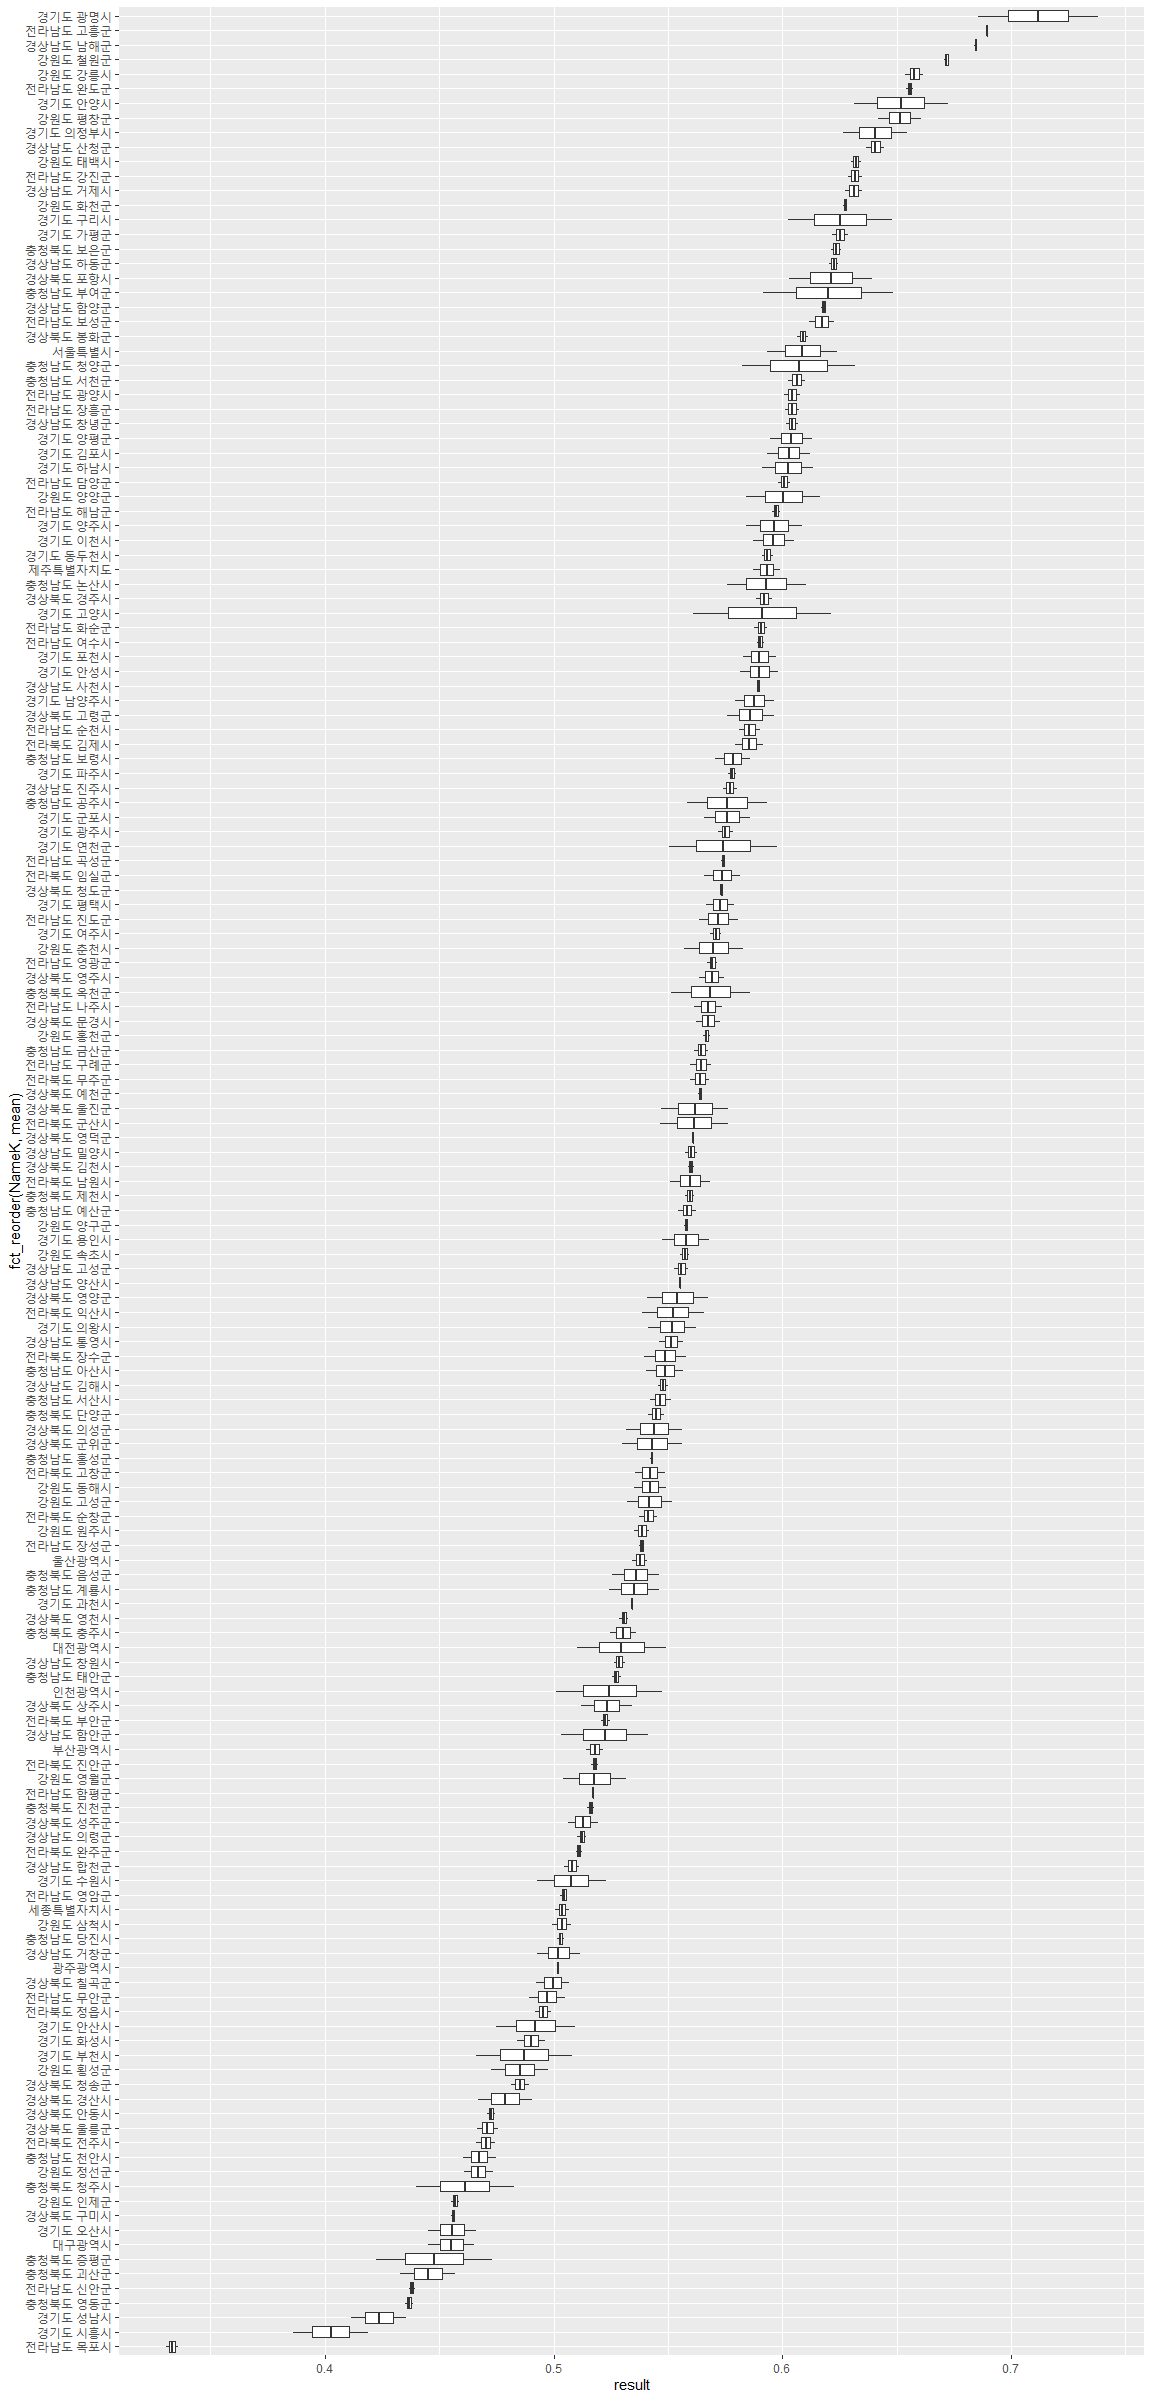 경기도 광명시
전라남도 고흥군
경상남도 남해군
강원도 철원군
강원도 강릉시
전라남도 완도군
경기도 안양시
강원도 평창군
경기도 의정부시
경상남도 산청군
강원도 태백시
전라남도 강진군
경상남도 거제시
강원도 화천군
경기도 구리시
경기도 가평군
충청북도 보은군
경상남도 하동군
경상북도 포항시
충청남도 부여군
경상남도 함양군
전라남도 보성군
경상북도 봉화군
서울특별시
충청남도 청양군
충청남도 서천군
전라남도 광양시
전라남도 장흥군
경상남도 창녕군
경기도 양평군
경기도 김포시
경기도 하남시
전라남도 담양군
강원도 양양군
전라남도 해남군
경기도 양주시
경기도 이천시
경기도 동두천시
제주특별자치도
충청남도 논산시
경상북도 경주시
경기도 고양시
전라남도 화순군
전라남도 여수시
경기도 포천시
경기도 안성시
경상남도 사천시
경기도 남양주시
경상북도 고령군
전라남도 순천시
전라북도 김제시
충청남도 보령시
경기도 파주시
경상남도 진주시
충청남도 공주시
경기도 군포시
경기도 광주시
경기도 연천군
전라남도 곡성군
전라북도 임실군
경상북도 청도군
경기도 평택시
전라남도 진도군
경기도 여주시
강원도 춘천시
전라남도 영광군
경상북도 영주시
충청북도 옥천군
전라남도 나주시
경상북도 문경시
강원도 홍천군
충청남도 금산군
전라남도 구례군
전라북도 무주군
경상북도 예천군
경상북도 울진군
전라북도 군산시
경상북도 영덕군
경상남도 밀양시
경상북도 김천시
전라북도 남원시
충청북도 제천시
충청남도 예산군
강원도 양구군
경기도 용인시
강원도 속초시
경상남도 고성군
경상남도 양산시
경상북도 영양군
전라북도 익산시
경기도 의왕시
경상남도 통영시
전라북도 장수군
충청남도 아산시
경상남도 김해시
충청남도 서산시
충청북도 단양군
경상북도 의성군
경상북도 군위군
충청남도 홍성군
전라북도 고창군
강원도 동해시
강원도 고성군
전라북도 순창군
강원도 원주시
전라남도 장성군
울산광역시
충청북도 음성군
충청남도 계룡시
경기도 과천시
경상북도 영천시
충청북도 충주시
대전광역시
경상남도 창원시
충청남도 태안군
인천광역시
경상북도 상주시
전라북도 부안군
경상남도 함안군
부산광역시
전라북도 진안군
강원도 영월군
전라남도 함평군
충청북도 진천군
경상북도 성주군
경상남도 의령군
전라북도 완주군
경상남도 합천군
경기도 수원시
전라남도 영암군
세종특별자치시
강원도 삼척시
충청남도 당진시
경상남도 거창군
광주광역시
경상북도 칠곡군
전라남도 무안군
전라북도 정읍시
경기도 안산시
경기도 화성시
경기도 부천시
강원도 횡성군
경상북도 청송군
경상북도 경산시
경상북도 안동시
경상북도 울릉군
전라북도 전주시
충청남도 천안시
강원도 정선군
충청북도 청주시
강원도 인제군
경상북도 구미시
경기도 오산시
대구광역시
충청북도 증평군
충청북도 괴산군
전라남도 신안군
충청북도 영동군
경기도 성남시
경기도 시흥시
전라남도 목포시
fct_reorder(NameK, mean)
0.4 0.5 0.6 0.7
result